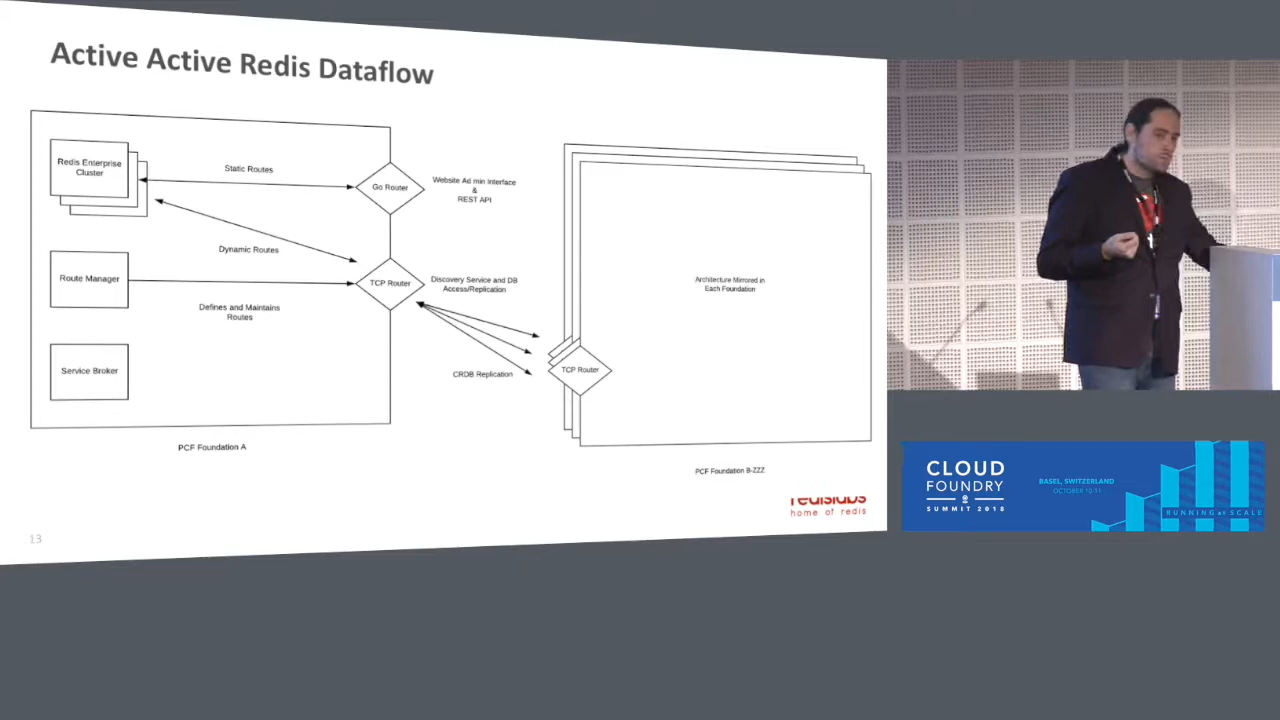 Active Active Redis Dataflow
Redis Enterprise
Cluster
Static Routes
Go Router
Website Ad min Interface
&
REST API
Dynamic Routes
Route Manager
TCP Router
Discovery Service and DB
Access/Replication
Defines and Maintains
Routes
Service Broker
CRDB Replication
Architecture Mirrored in
Each Foundation
TCP Router
PCF Foundation A
PCF Foundation B-ZZZ
redislabs
home of redis
13
CLOUD
FOUNDRY
SUMMIT 2018
BASEL, SWITZERLAND
OCTOBER 10-11
RUNNING AT SCALE